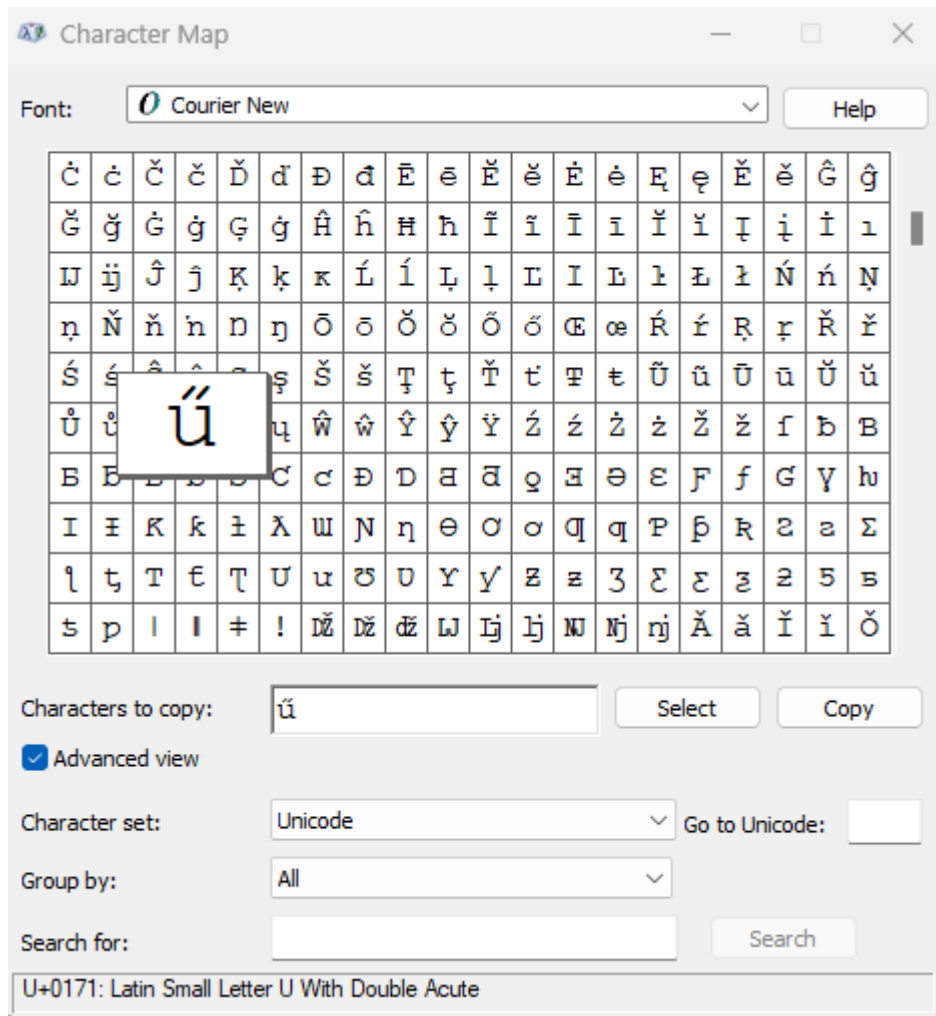 Character Map
Font: Courier New Help
Ċ ċ Č č Ď ď Đ đ Ē ē Ĕ ĕ Ė ė Ę ę Ě ě Ĝ ĝ
Ğ ğ Ġ ġ Ģ ģ Ĥ ĥ Ħ ħ Ĩ ĩ Ī ī Ĭ ĭ Į į İ ı
IJ ij Ĵ ĵ Ķ ķ ĸ Ĺ ĺ Ļ ļ Ľ ľ Ŀ ŀ Ł ł Ń ń Ņ
ņ Ň ň ʼn Ŋ ŋ Ō ō Ŏ ŏ Ő ő Œ œ Ŕ ŕ Ŗ ŗ Ř ř
Ś ś ş Š š Ţ ţ Ť ť Ŧ ŧ Ũ ũ Ū ū Ŭ ŭ
Ů ů ű ų Ŵ ŵ Ŷ ŷ Ÿ Ź ź Ż ż Ž ž ſ ƀ Ɓ
Ƃ ƃ Ƈ ƈ Ɖ Ɗ Ƌ ƌ ƍ Ǝ Ə Ɛ Ƒ ƒ Ɠ Ɣ ƕ
Ɩ Ɨ Ƙ ƙ ƚ ƛ Ɯ Ɲ ƞ Ɵ Ơ ơ Ƣ ƣ Ƥ ƥ Ʀ Ƨ ƨ Ʃ
ƪ ƫ Ƭ ƭ Ʈ Ư ư Ʊ Ʋ Ƴ ƴ Ƶ ƶ Ʒ Ƹ ƹ ƺ ƻ Ƽ ƽ
ƾ ƿ ǀ ǁ ǂ ǃ DŽ Dž dž LJ Lj lj NJ Nj nj Ǎ ǎ Ǐ ǐ Ǒ
Characters to copy: ű Select Copy
Advanced view
Character set: Unicode Go to Unicode:
Group by: All
Search for: Search
U+0171: Latin Small Letter U With Double Acute